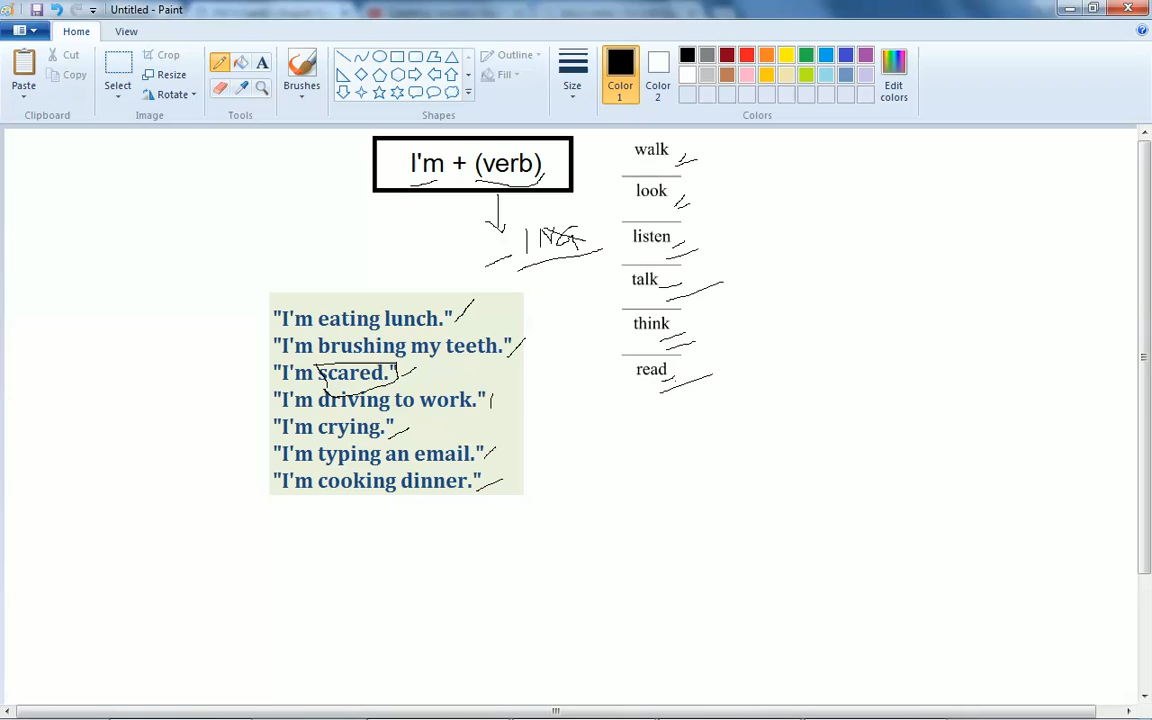 Untitled - Paint
Home
View
Paste
Cut
Copy
Clipboard
Select
Crop
Resize
Rotate
Image
Tools
Brushes
Shapes
Outline
Fill
Size
Color 1
Color 2
Edit colors
Colors
I'm + (verb)
ING
walk
look
listen
talk
think
read
"I'm eating lunch."
"I'm brushing my teeth."
"I'm scared."
"I'm driving to work."
"I'm crying."
"I'm typing an email."
"I'm cooking dinner."